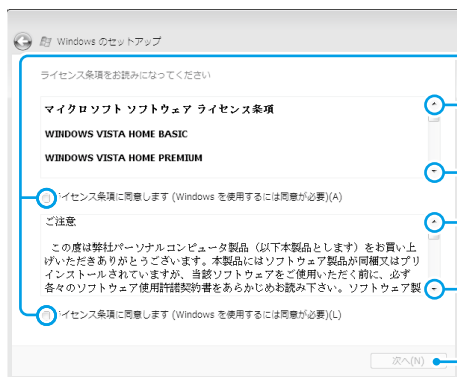 Windows のセットアップ
ライセンス条項をお読みになってください
マイクロソフト ソフトウェア ライセンス条項
WINDOWS VISTA HOME BASIC
WINDOWS VISTA HOME PREMIUM
イセンス条項に同意します (Windows を使用するには同意が必要)(A)
ご注意
この度は弊社パーソナルコンピュータ製品（以下本製品とします）をお買い上
げいただきありがとうございます。本製品にはソフトウェア製品が同梱又はプリ
インストールされていますが、当該ソフトウェアをご使用いただく前に、必ず
各々のソフトウェア使用許諾契約書をあらかじめお読み下さい。ソフトウェア製
イセンス条項に同意します (Windows を使用するには同意が必要)(L)
次へ(N)